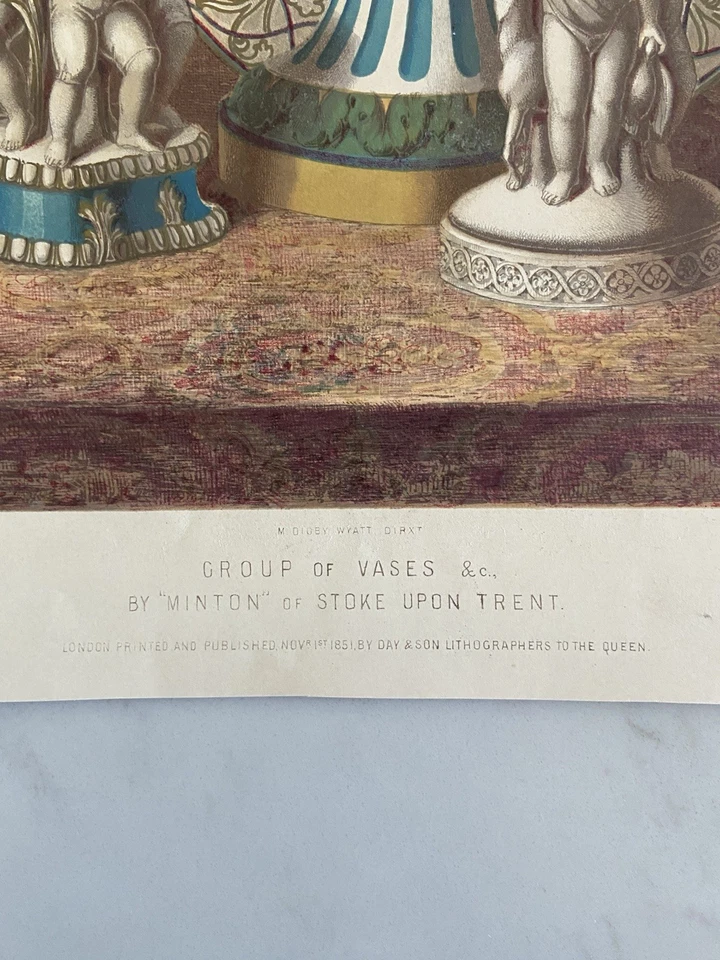 M. DIGBY WYATT DIRXT
GROUP OF VASES &c.,
BY "MINTON" OF STOKE UPON TRENT.
LONDON PRINTED AND PUBLISHED, NOVR 1ST 1851, BY DAY & SON LITHOGRAPHERS TO THE QUEEN.